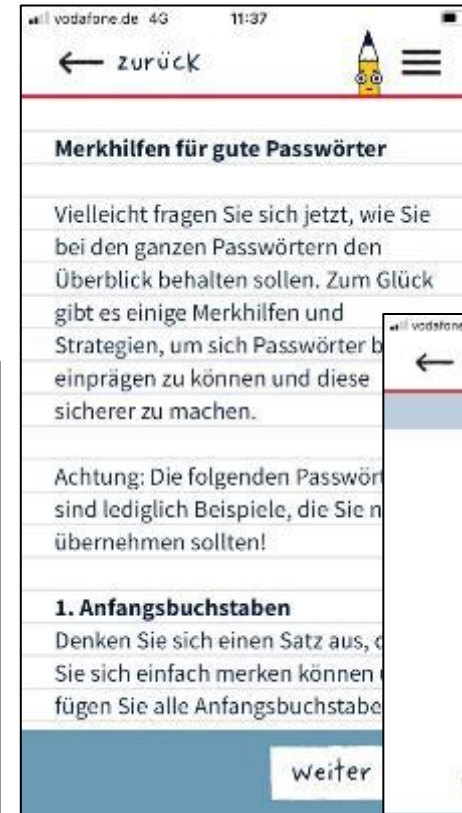 vodafone.de 4G 11:37
← zurück
Merkhilfen für gute Passwörter
Vielleicht fragen Sie sich jetzt, wie Sie
bei den ganzen Passwörtern den
Überblick behalten sollen. Zum Glück
gibt es einige Merkhilfen und
Strategien, um sich Passwörter b
einprägen zu können und diese
sicherer zu machen.
Achtung: Die folgenden Passwört
sind lediglich Beispiele, die Sie n
übernehmen sollten!
1. Anfangsbuchstaben
Denken Sie sich einen Satz aus, d
Sie sich einfach merken können
fügen Sie alle Anfangsbuchstabe
weiter
vodafone
←